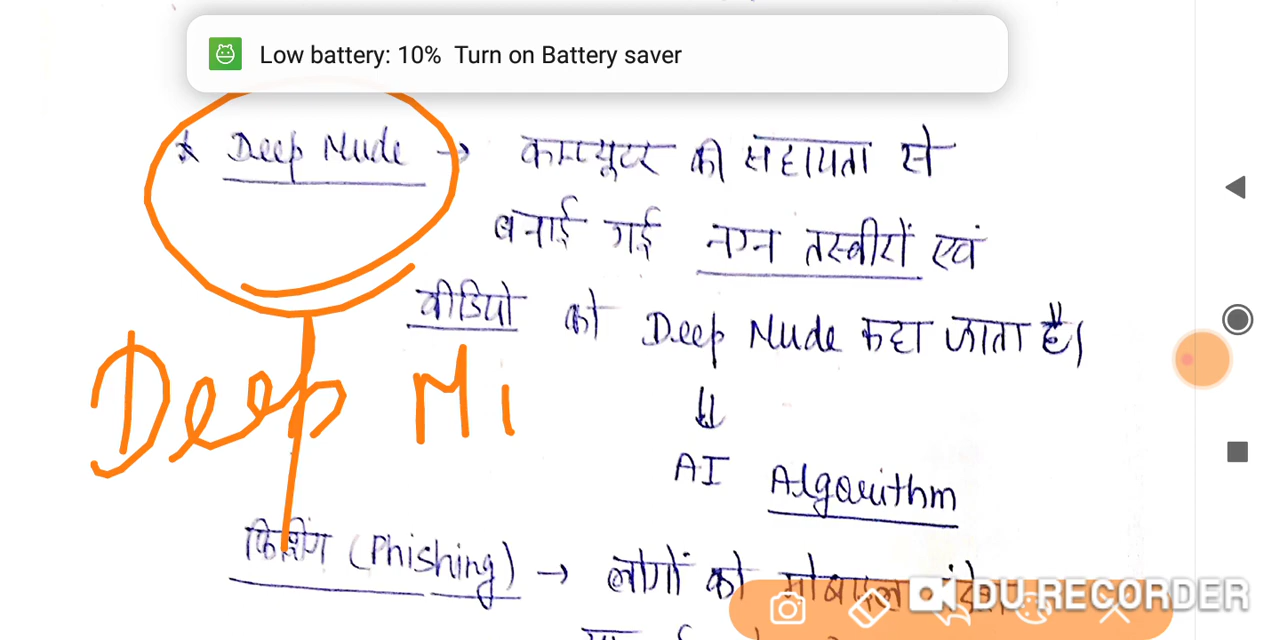 Low battery: 10% Turn on Battery saver
* Deep Nude → कम्प्यूटर की सहायता से
बनाई गई नग्न तस्वीरों एवं
वीडियो को Deep Nude कहा जाता है।
Deep
AI Algorithm
फिशिंग (Phishing) → लोगों को मोबाइल
DU RECORDER